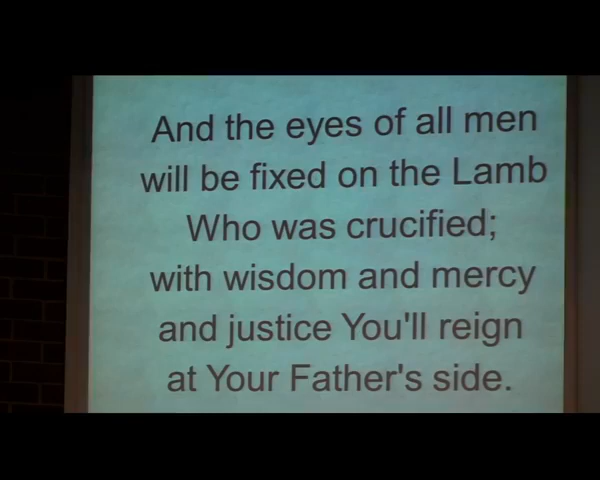 And the eyes of all men
will be fixed on the Lamb
Who was crucified;
with wisdom and mercy
and justice You'll reign
at Your Father's side.